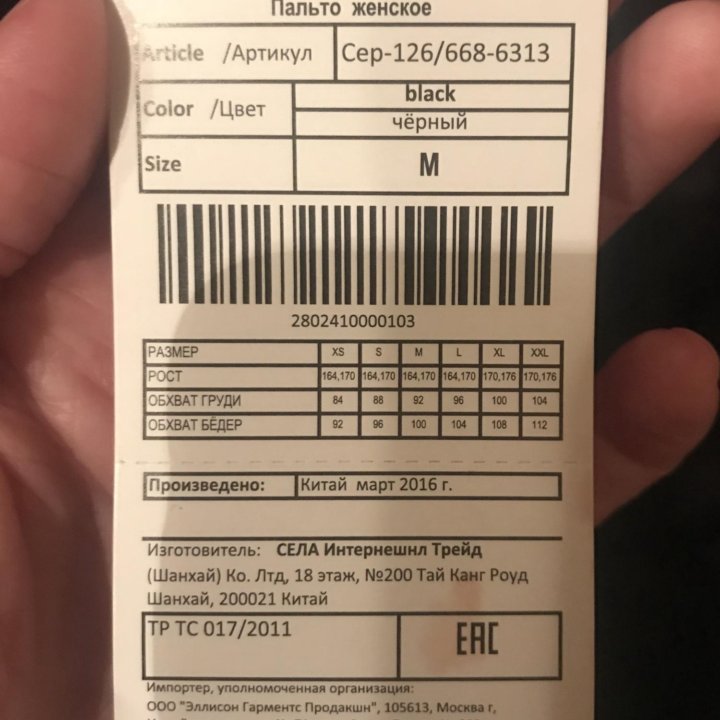 Пальто женское
Article /Артикул Сер-126/668-6313
Color /Цвет black
чёрный
Size M
2802410000103
РАЗМЕР XS S M L XL XXL
РОСТ 164,170 164,170 164,170 164,170 170,176 170,176
ОБХВАТ ГРУДИ 84 88 92 96 100 104
ОБХВАТ БЁДЕР 92 96 100 104 108 112
Произведено: Китай март 2016 г.
Изготовитель: СЕЛА Интернешнл Трейд
(Шанхай) Ко. Лтд, 18 этаж, №200 Тай Канг Роуд
Шанхай, 200021 Китай
ТР ТС 017/2011 EAC
Импортер, уполномоченная организация:
ООО "Эллисон Гарментс Продакшн", 105613, Москва г,